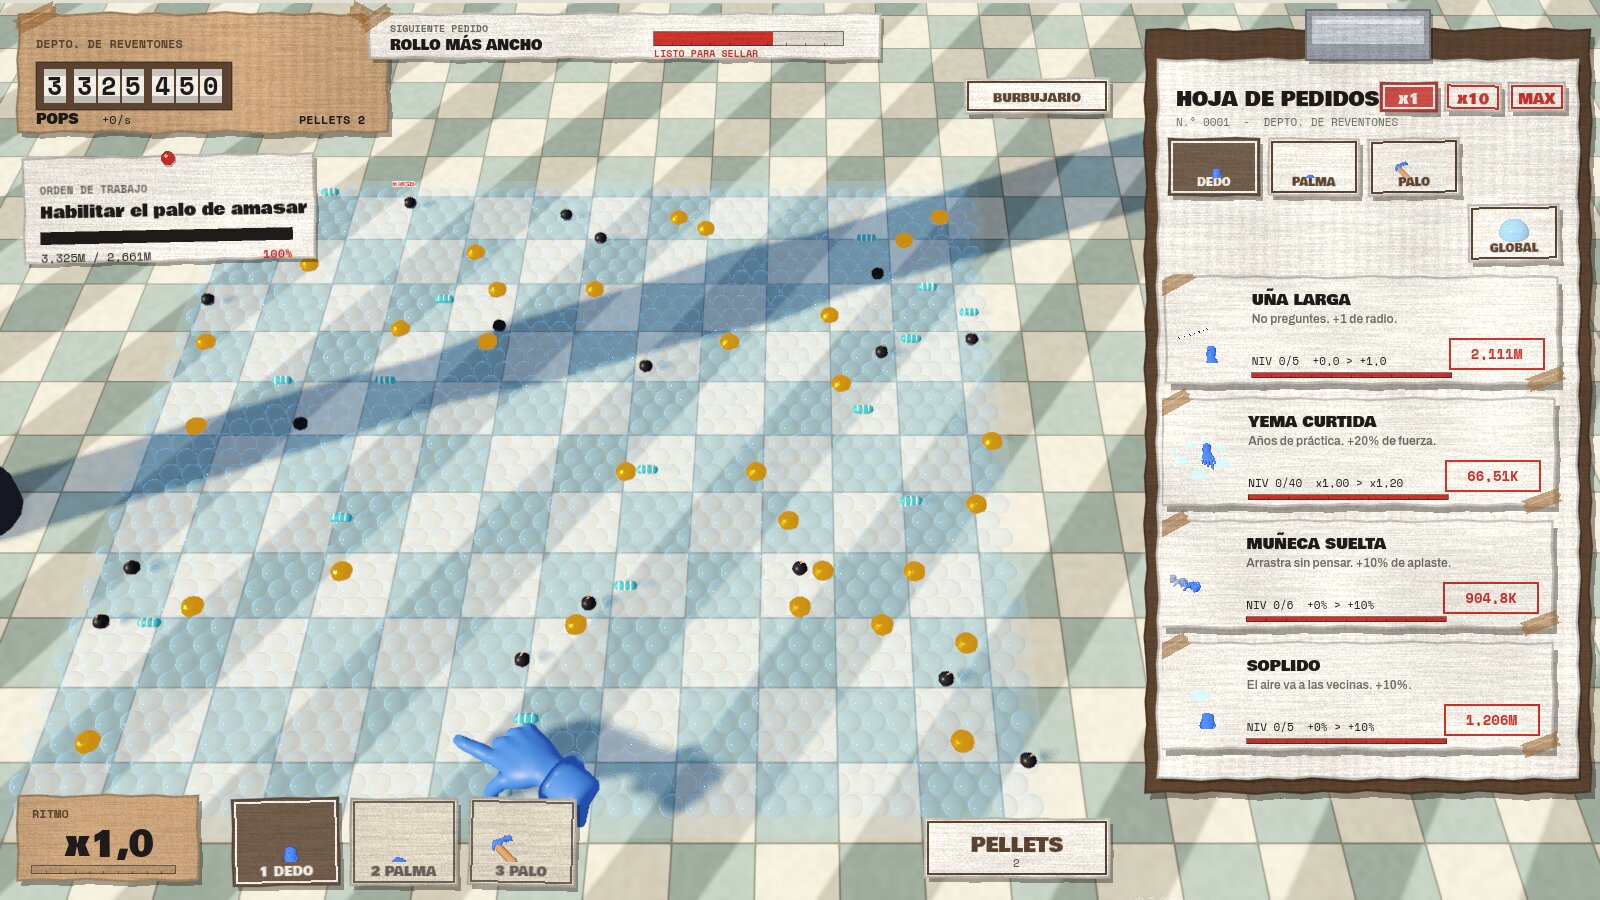 DEPTO. DE REVENTONES
3 325 450
POPS +0/s PELLETS 2
SIGUIENTE PEDIDO
ROLLO MÁS ANCHO
LISTO PARA SELLAR
BURBUJARIO
ORDEN DE TRABAJO
Habilitar el palo de amasar
3,325M / 2,661M 100%
HOJA DE PEDIDOS x1 x10 MAX
N.° 0001 - DEPTO. DE REVENTONES
DEDO PALMA PALO
GLOBAL
UÑA LARGA
No preguntes. +1 de radio.
NIV 0/5 +0,0 > +1,0 2,111M
YEMA CURTIDA
Años de práctica. +20% de fuerza.
NIV 0/40 x1,00 > x1,20 66,51K
MUÑECA SUELTA
Arrastra sin pensar. +10% de aplaste.
NIV 0/6 +0% > +10% 904,8K
SOPLIDO
El aire va a las vecinas. +10%.
NIV 0/5 +0% > +10% 1,206M
RITMO
x1,0
1 DEDO 2 PALMA 3 PALO
PELLETS
2